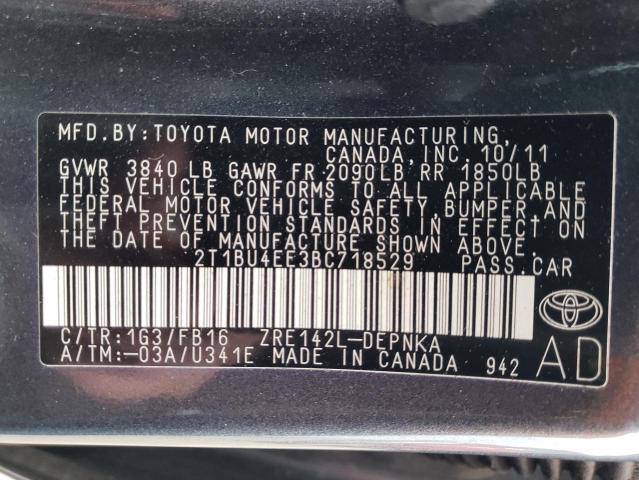 MFD.BY:TOYOTA MOTOR MANUFACTURING,
CANADA,INC.10/11
GVWR 3840 LB GAWR FR 2090LB RR 1850LB
THIS VEHICLE CONFORMS TO ALL APPLICABLE
FEDERAL MOTOR VEHICLE SAFETY,BUMPER,AND
THEFT PREVENTION STANDARDS IN EFFECT ON
THE DATE OF MANUFACTURE SHOWN ABOVE.
2T1BU4EE3BC718529 PASS.CAR
C/TR:1G3/FB16 ZRE142L-DEPNKA
A/TM:-03A/U341E MADE IN CANADA 942
AD